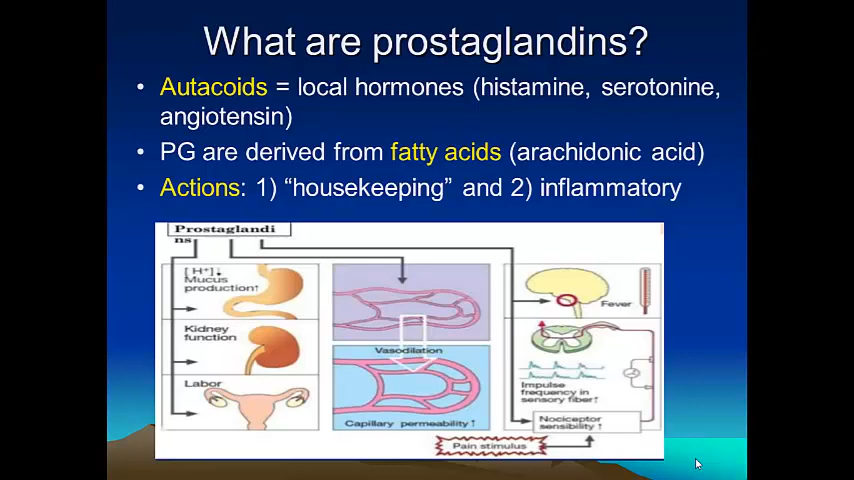 What are prostaglandins?
• Autacoids = local hormones (histamine, serotonine,
angiotensin)
• PG are derived from fatty acids (arachidonic acid)
• Actions: 1) “housekeeping” and 2) inflammatory
Prostaglandi
ns
[H⁺]↓
Mucus
production↑
Kidney
function
Labor
Vasodilation
Capillary permeability↑
Fever
Impulse
frequency in
sensory fiber↑
Nociceptor
sensibility↑
Pain stimulus